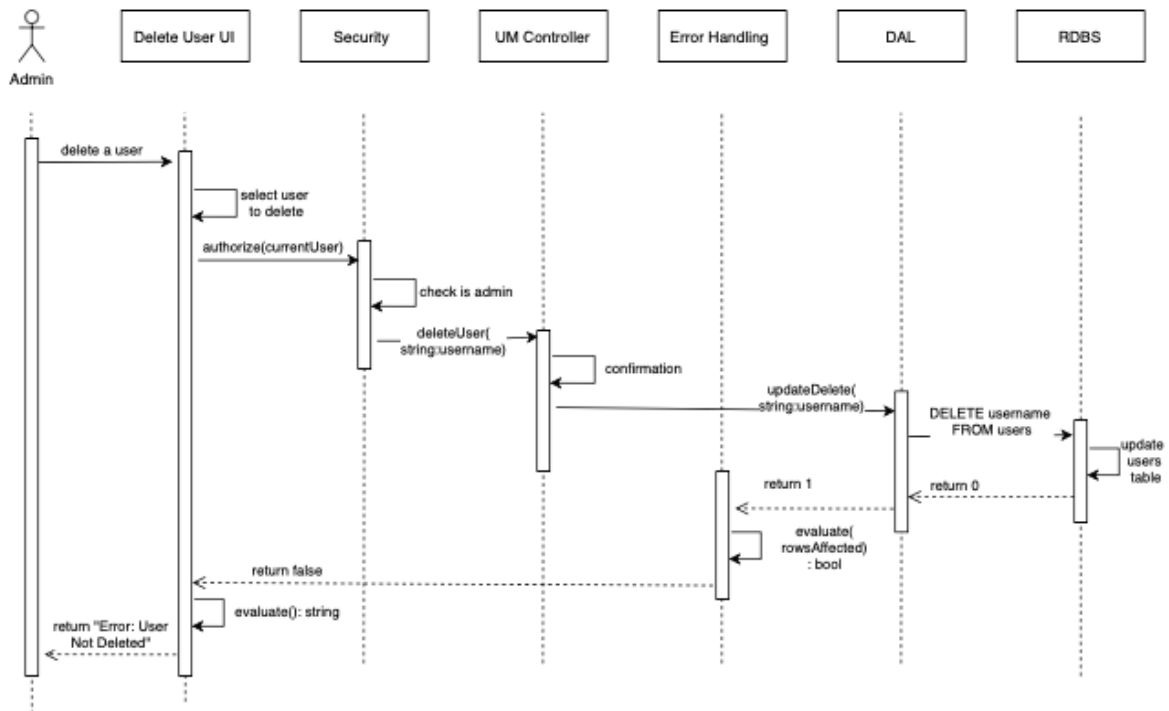 Delete User UI
Security
UM Controller
Error Handling
DAL
RDBS
Admin
delete a user
select user
to delete
authorize(currentUser)
check is admin
deleteUser(
string:username)
confirmation
updateDelete(
string:username)
DELETE username
FROM users
update
users
table
return 0
return 1
evaluate(
rowsAffected)
: bool
return false
evaluate(): string
return "Error: User
Not Deleted"